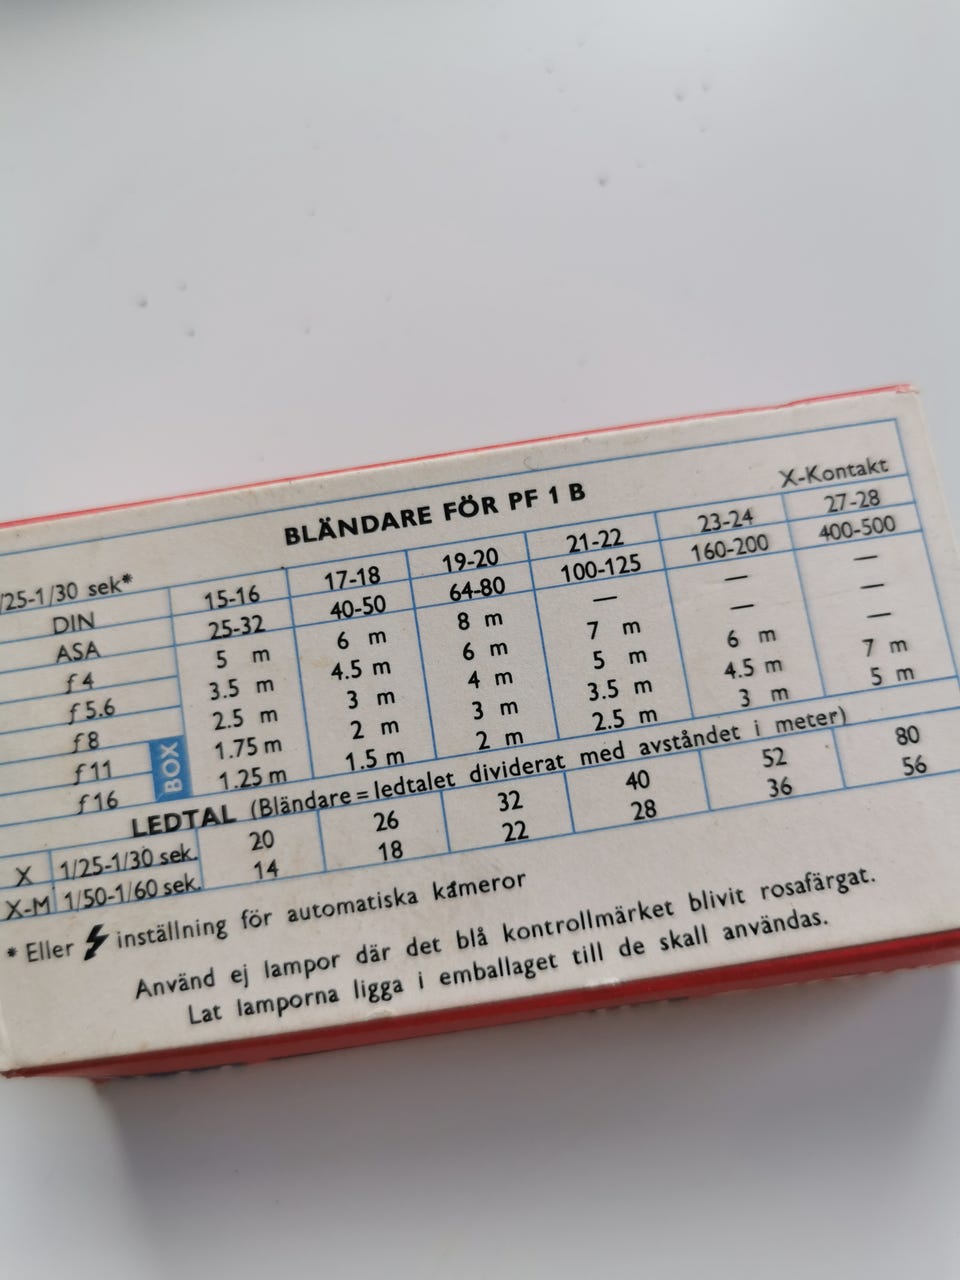 BLÄNDARE FÖR PF 1 B
/25-1/30 sek* X-Kontakt
DIN 15-16 17-18 19-20 21-22 23-24 27-28
ASA 25-32 40-50 64-80 100-125 160-200 400-500
f 4 5 m 6 m 8 m — — —
f 5.6 3.5 m 4.5 m 6 m 7 m — —
f 8 2.5 m 3 m 4 m 5 m 6 m —
f 11 1.75 m 2 m 3 m 3.5 m 4.5 m 7 m
f 16 1.25 m 1.5 m 2 m 2.5 m 3 m 5 m
BOX
LEDTAL (Bländare = ledtalet dividerat med avståndet i meter)
X 1/25-1/30 sek. 20 26 32 40 52 80
X-M 1/50-1/60 sek. 14 18 22 28 36 56
* Eller inställning för automatiska kameror
Använd ej lampor där det blå kontrollmärket blivit rosafärgat.
Lat lamporna ligga i emballaget till de skall användas.